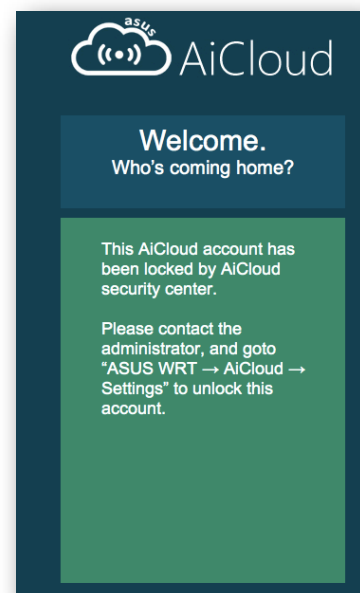 asus
AiCloud
Welcome.
Who's coming home?
This AiCloud account has
been locked by AiCloud
security center.
Please contact the
administrator, and goto
“ASUS WRT → AiCloud →
Settings” to unlock this
account.